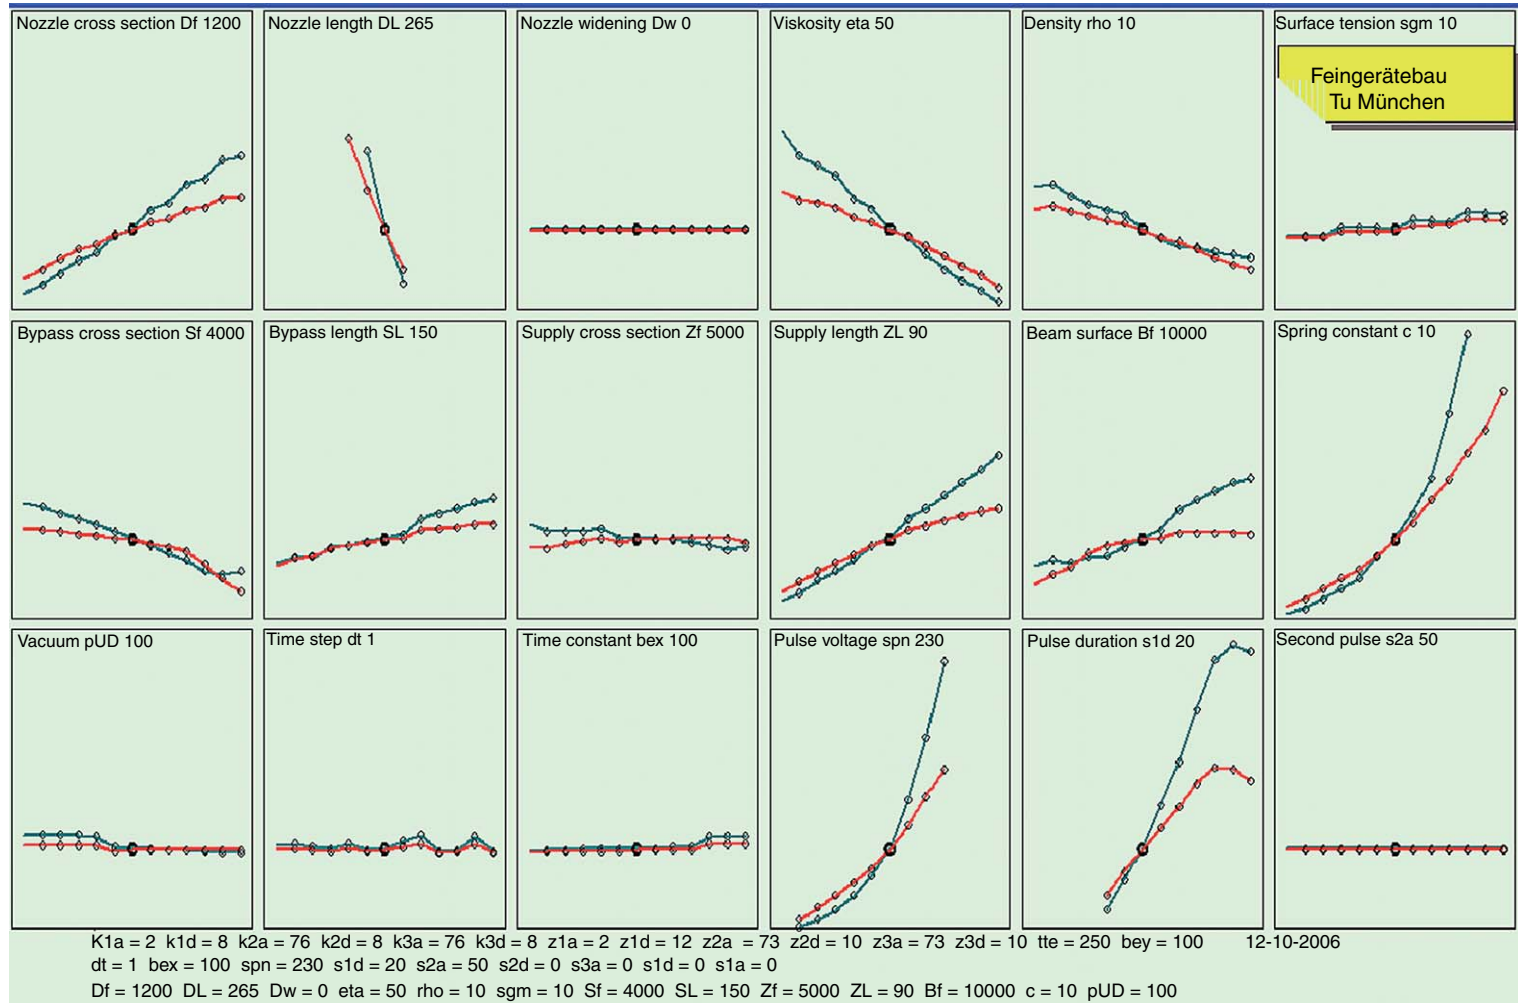 Nozzle cross section Df 1200
Nozzle length DL 265
Nozzle widening Dw 0
Viskosity eta 50
Density rho 10
Surface tension sgm 10
Feingerätebau
Tu München
Bypass cross section Sf 4000
Bypass length SL 150
Supply cross section Zf 5000
Supply length ZL 90
Beam surface Bf 10000
Spring constant c 10
Vacuum pUD 100
Time step dt 1
Time constant bex 100
Pulse voltage spn 230
Pulse duration s1d 20
Second pulse s2a 50
K1a = 2 k1d = 8 k2a = 76 k2d = 8 k3a = 76 k3d = 8 z1a = 2 z1d = 12 z2a = 73 z2d = 10 z3a = 73 z3d = 10 tte = 250 bey = 100 12-10-2006
dt = 1 bex = 100 spn = 230 s1d = 20 s2a = 50 s2d = 0 s3a = 0 s1d = 0 s1a = 0
Df = 1200 DL = 265 Dw = 0 eta = 50 rho = 10 sgm = 10 Sf = 4000 SL = 150 Zf = 5000 ZL = 90 Bf = 10000 c = 10 pUD = 100